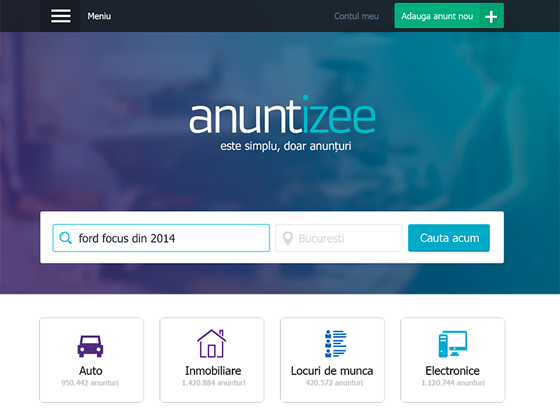 Meniu
Contul meu
Adauga anunt nou
anuntizee
este simplu, doar anunțuri
ford focus din 2014
Bucuresti
Cauta acum
Auto
950.442 anunturi
Inmobiliare
1.420.884 anunturi
Locuri de munca
420,572 anunturi
Electronice
1.120.744 anunturi